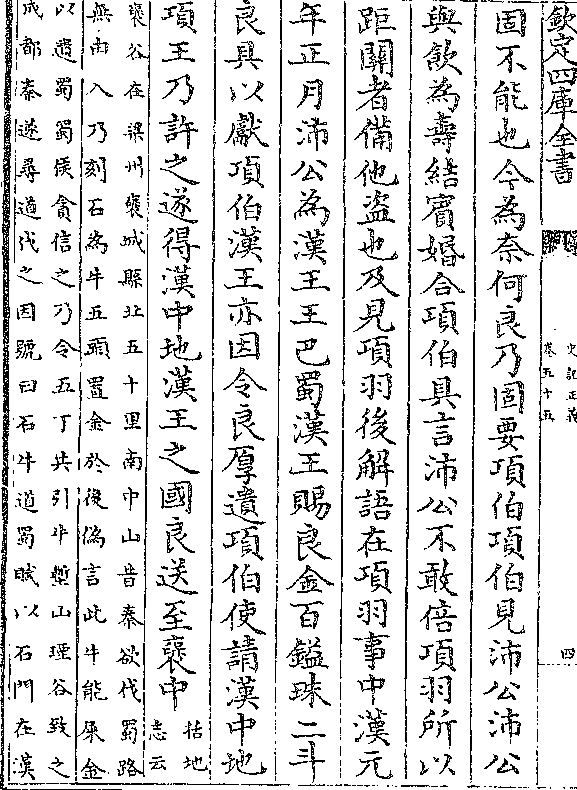 欽定四庫全書
史記正義
卷五十五
四
固不能也今為奈何良乃固要項伯項伯見沛公沛公
與飲為壽結賓婚令項伯具言沛公不敢倍項羽所以
距關者備他盜也及見項羽後解語在項羽事中漢元
年正月沛公為漢王王巴蜀漢王賜良金百鎰珠二斗
良具以獻項伯漢王亦因令良厚遺項伯使請漢中地
項王乃許之遂得漢中地漢王之國良送至褒中
括地
志云
褒谷在梁州褒城縣北五十里南中山昔秦欲伐蜀路
無由入乃刻石為牛五頭置金於後偽言此牛能屎金
以遺蜀蜀侯貪信之乃令五丁共引牛塹山堙谷致之
成都秦遂尋道伐之因號曰石牛道蜀賦以石門在漢